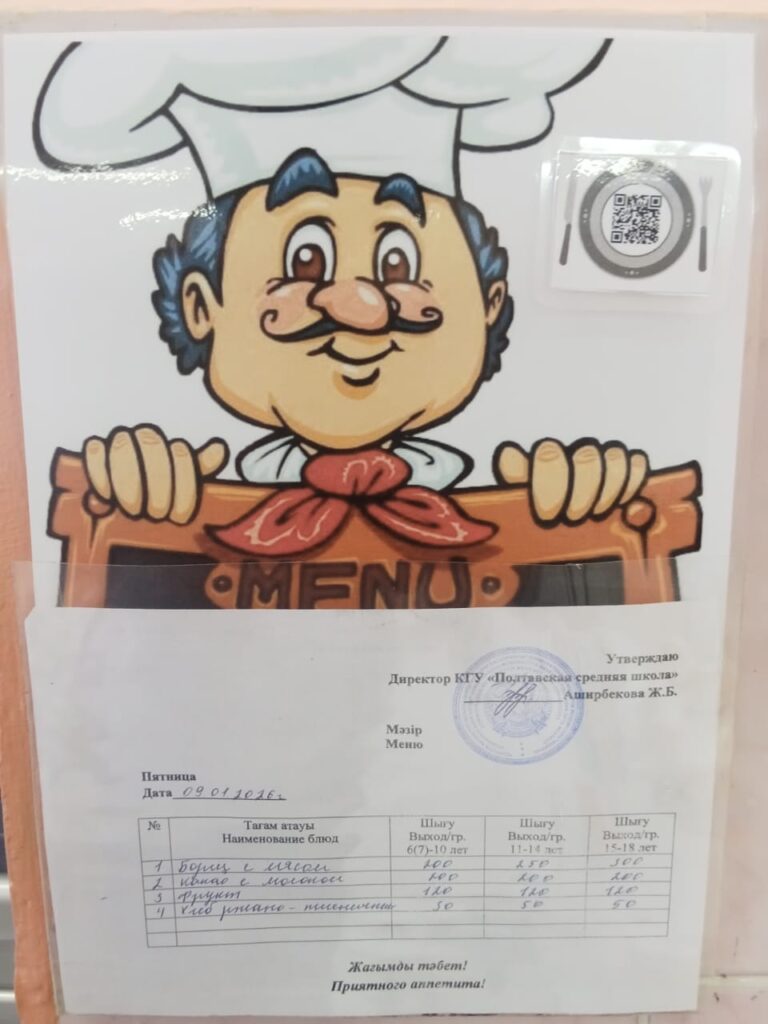 MENU
Утверждаю
Директор КГУ «Полтавская средняя школа»
Аширбекова Ж.Б.
Мәзір
Меню
Пятница
Дата 09.01.2026г
№ Тағам атауы Наименование блюд Шығу Выход/гр. 6(7)-10 лет Шығу Выход/гр. 11-14 лет Шығу Выход/гр. 15-18 лет
1 Борщ с мясом 200 250 300
2 Какао с молоком 200 200 200
3 Фрукт 120 120 120
4 Хлеб ржано-пшеничный 50 50
Жағымды тәбет!
Приятного аппетита!